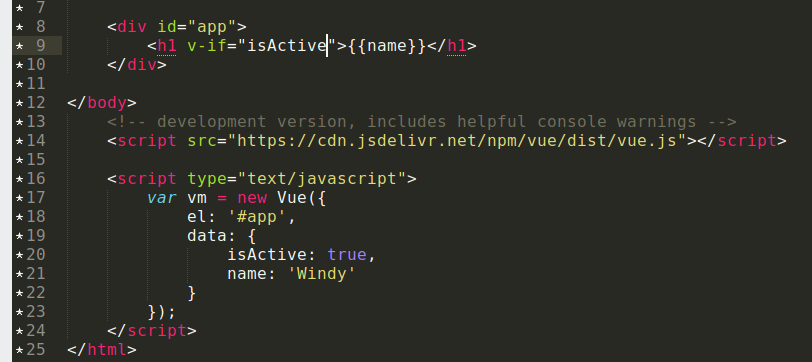 * 7
* 8 <div id="app">
* 9 <h1 v-if="isActive">{{name}}</h1>
*10 </div>
*11
*12 </body>
*13 <!-- development version, includes helpful console warnings -->
*14 <script src="https://cdn.jsdelivr.net/npm/vue/dist/vue.js"></script>
*15
*16 <script type="text/javascript">
*17 var vm = new Vue({
*18 el: '#app',
*19 data: {
*20 isActive: true,
*21 name: 'Windy'
*22 }
*23 });
*24 </script>
*25 </html>